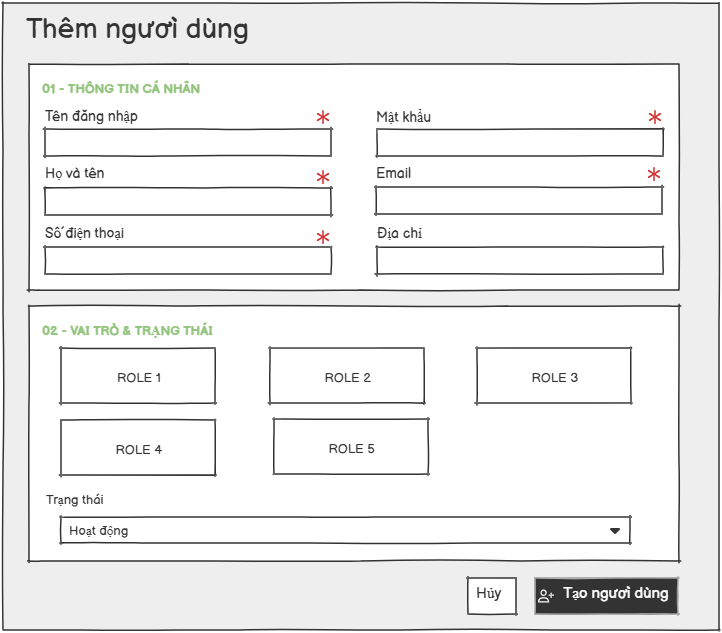 Thêm người dùng
01 - THÔNG TIN CÁ NHÂN
Tên đăng nhập * Mật khẩu *
Họ và tên * Email *
Số điện thoại * Địa chỉ
02 - VAI TRÒ & TRẠNG THÁI
ROLE 1 ROLE 2 ROLE 3
ROLE 4 ROLE 5
Trạng thái
Hoạt động
Hủy Tạo người dùng